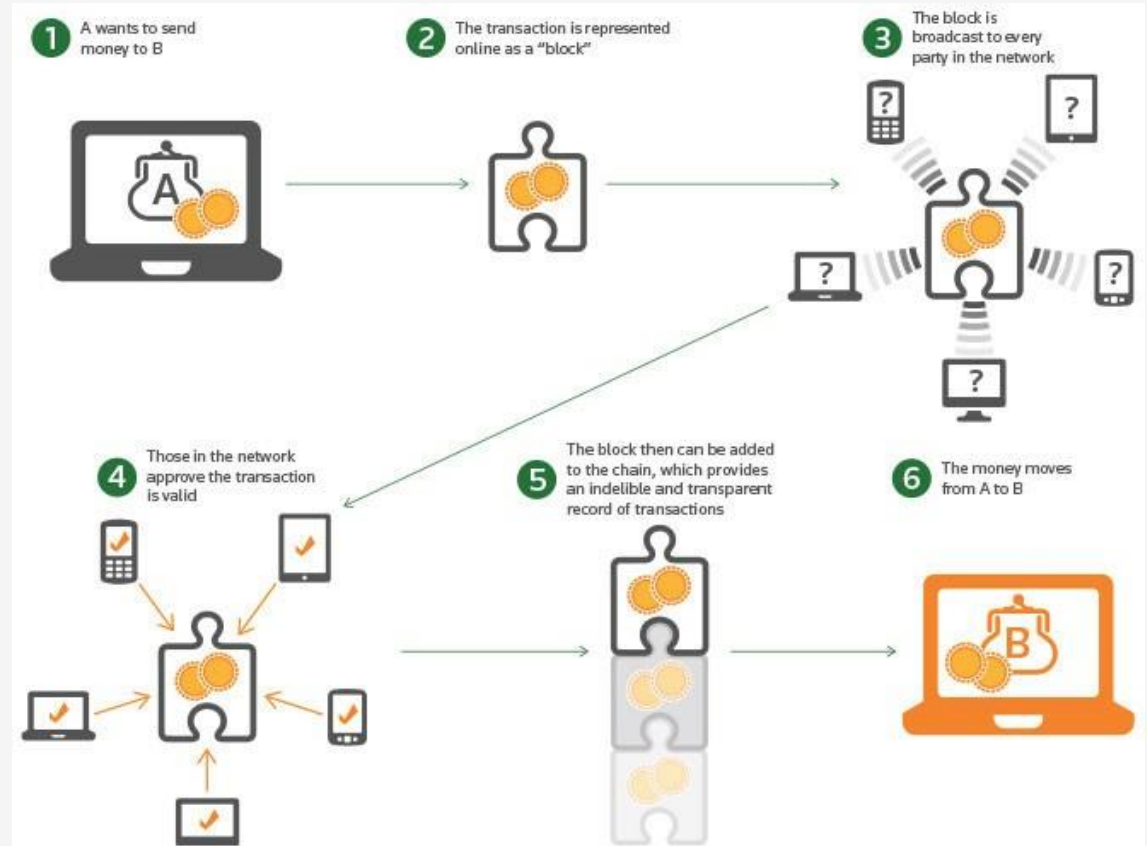 1
A wants to send
money to B
2
The transaction is represented
online as a “block”
3
The block is
broadcast to every
party in the network
A
?
?
?
?
?
4
Those in the network
approve the transaction
is valid
5
The block then can be added
to the chain, which provides
an indelible and transparent
record of transactions
6
The money moves
from A to B
B